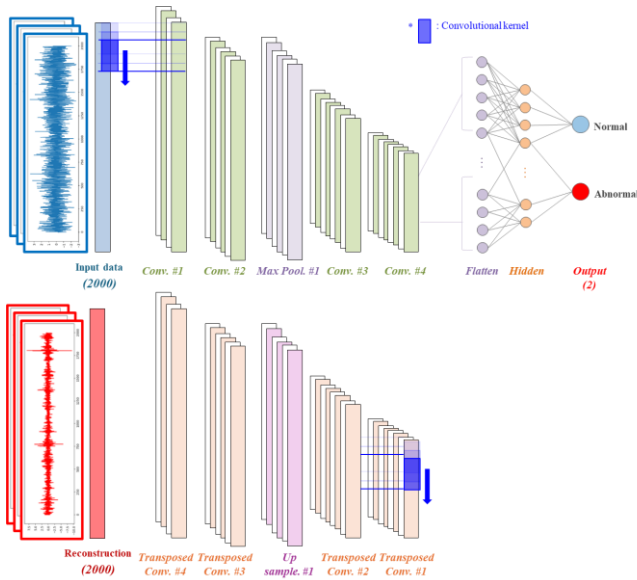 * : Convolutional kernel
Normal
Abnormal
Input data
(2000)
Conv. #1
Conv. #2
Max Pool. #1
Conv. #3
Conv. #4
Flatten
Hidden
Output
(2)
Reconstruction
(2000)
Transposed
Conv. #4
Transposed
Conv. #3
Up
sample. #1
Transposed
Conv. #2
Transposed
Conv. #1